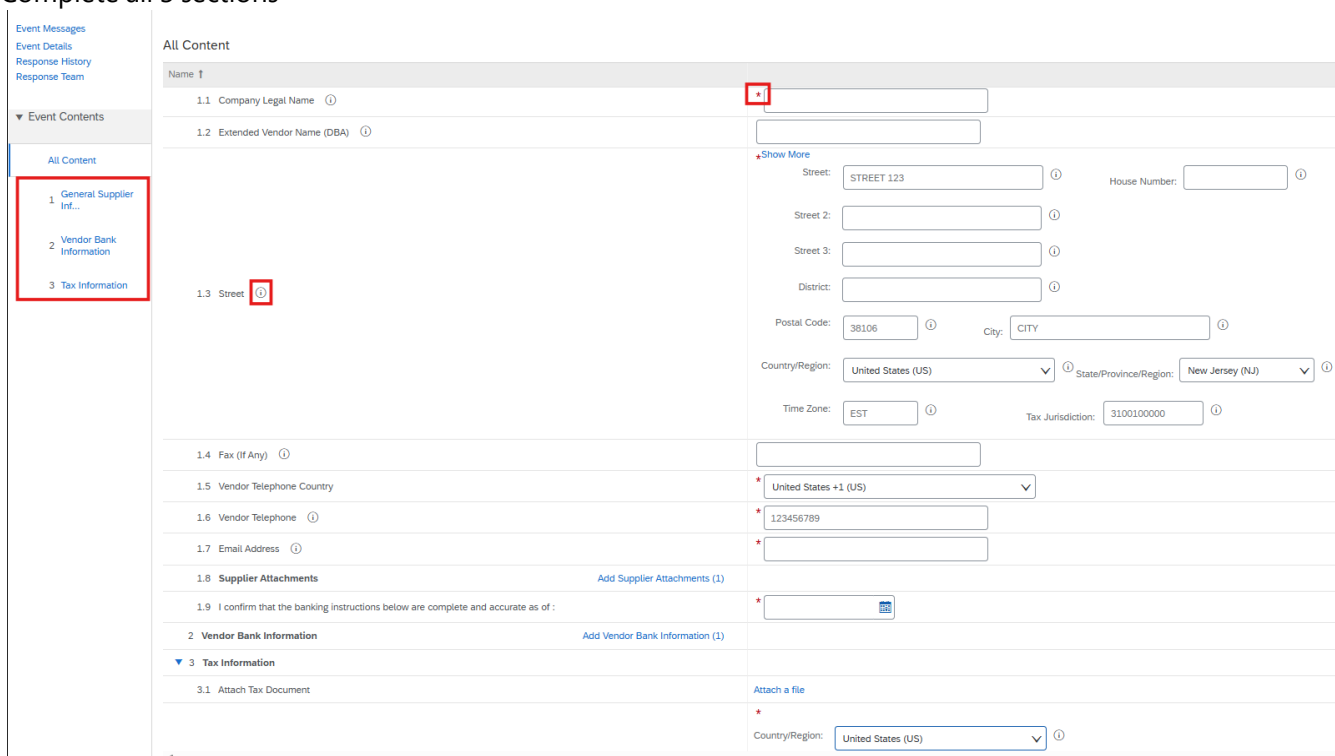 Complete all 3 sections
Event Messages
Event Details
Response History
Response Team
▼ Event Contents
All Content
1 General Supplier Inf...
2 Vendor Bank Information
3 Tax Information
All Content
Name ↑
1.1 Company Legal Name *
1.2 Extended Vendor Name (DBA)
1.3 Street
*Show More
Street: STREET 123 House Number:
Street 2:
Street 3:
District:
Postal Code: 38106 City: CITY
Country/Region: United States (US) State/Province/Region: New Jersey (NJ)
Time Zone: EST Tax Jurisdiction: 3100100000
1.4 Fax (If Any)
1.5 Vendor Telephone Country * United States +1 (US)
1.6 Vendor Telephone * 123456789
1.7 Email Address *
1.8 Supplier Attachments Add Supplier Attachments (1)
1.9 I confirm that the banking instructions below are complete and accurate as of : *
2 Vendor Bank Information Add Vendor Bank Information (1)
▼ 3 Tax Information
3.1 Attach Tax Document Attach a file
*
Country/Region: United States (US)